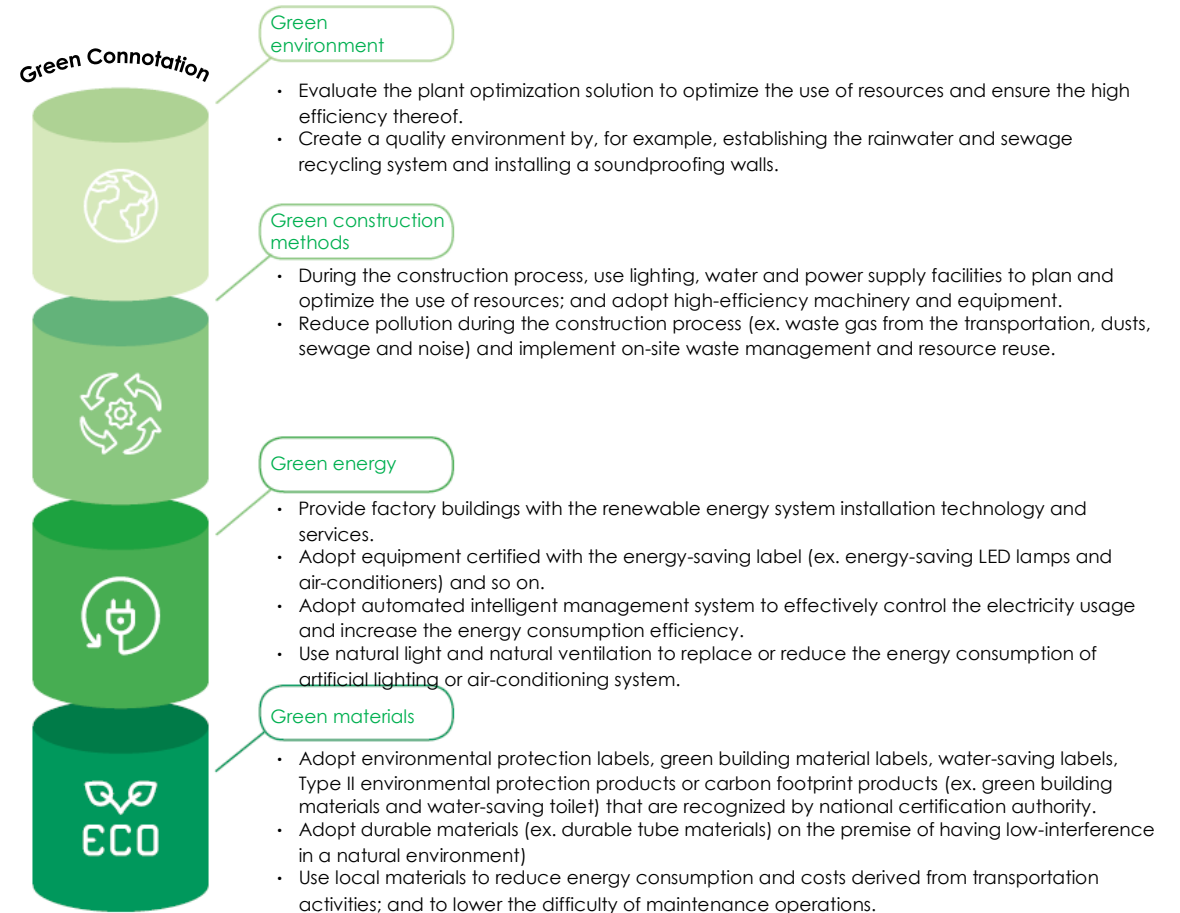 Green Connotation
Green
environment
• Evaluate the plant optimization solution to optimize the use of resources and ensure the high
efficiency thereof.
• Create a quality environment by, for example, establishing the rainwater and sewage
recycling system and installing a soundproofing walls.
Green construction
methods
• During the construction process, use lighting, water and power supply facilities to plan and
optimize the use of resources; and adopt high-efficiency machinery and equipment.
• Reduce pollution during the construction process (ex. waste gas from the transportation, dusts,
sewage and noise) and implement on-site waste management and resource reuse.
Green energy
• Provide factory buildings with the renewable energy system installation technology and
services.
• Adopt equipment certified with the energy-saving label (ex. energy-saving LED lamps and
air-conditioners) and so on.
• Adopt automated intelligent management system to effectively control the electricity usage
and increase the energy consumption efficiency.
• Use natural light and natural ventilation to replace or reduce the energy consumption of
artificial lighting or air-conditioning system.
Green materials
• Adopt environmental protection labels, green building material labels, water-saving labels,
Type II environmental protection products or carbon footprint products (ex. green building
materials and water-saving toilet) that are recognized by national certification authority.
• Adopt durable materials (ex. durable tube materials) on the premise of having low-interference
in a natural environment)
• Use local materials to reduce energy consumption and costs derived from transportation
activities; and to lower the difficulty of maintenance operations.
ECO